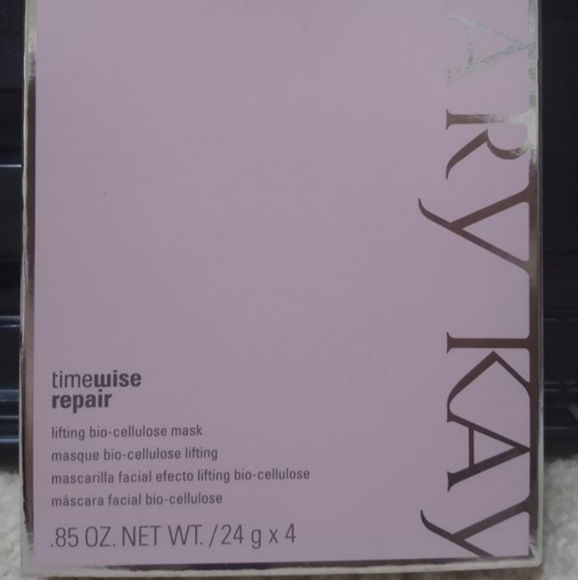 ARY KAY
timewise
repair
lifting bio-cellulose mask
masque bio-cellulose lifting
mascarilla facial efecto lifting bio-cellulose
máscara facial bio-cellulose
.85 OZ. NET WT. / 24 g x 4